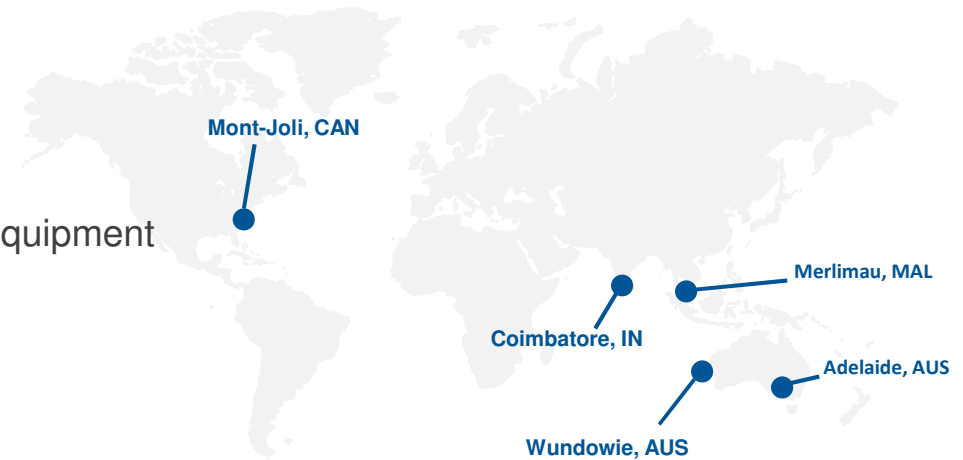 Mont-Joli, CAN
quipment
Merlimau, MAL
Coimbatore, IN
Adelaide, AUS
Wundowie, AUS